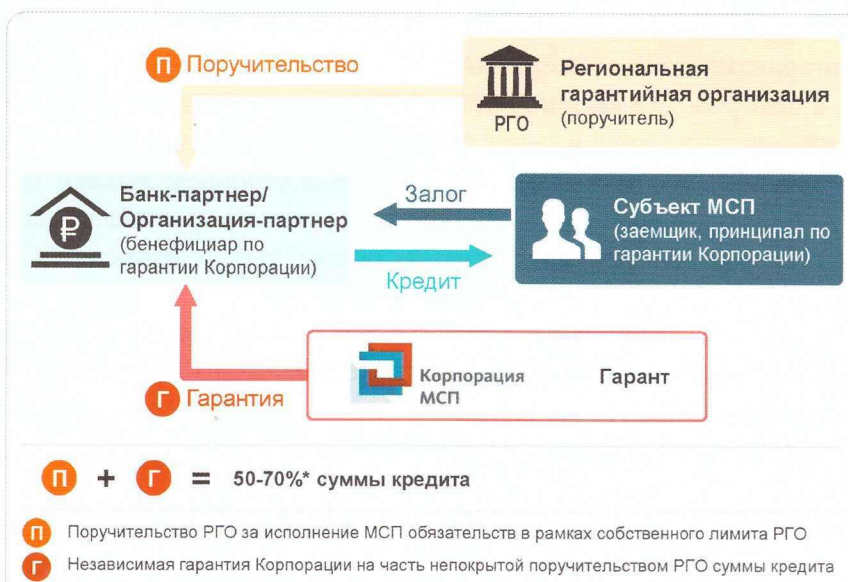 П Поручительство
РГО
Региональная
гарантийная организация
(поручитель)
₽
Банк-партнер/
Организация-партнер
(бенефициар по
гарантии Корпорации)
Залог
Кредит
Субъект МСП
(заемщик, принципал по
гарантии Корпорации)
Г Гарантия
Корпорация
МСП
Гарант
П + Г = 50-70%* суммы кредита
П Поручительство РГО за исполнение МСП обязательств в рамках собственного лимита РГО
Г Независимая гарантия Корпорации на часть непокрытой поручительством РГО суммы кредита